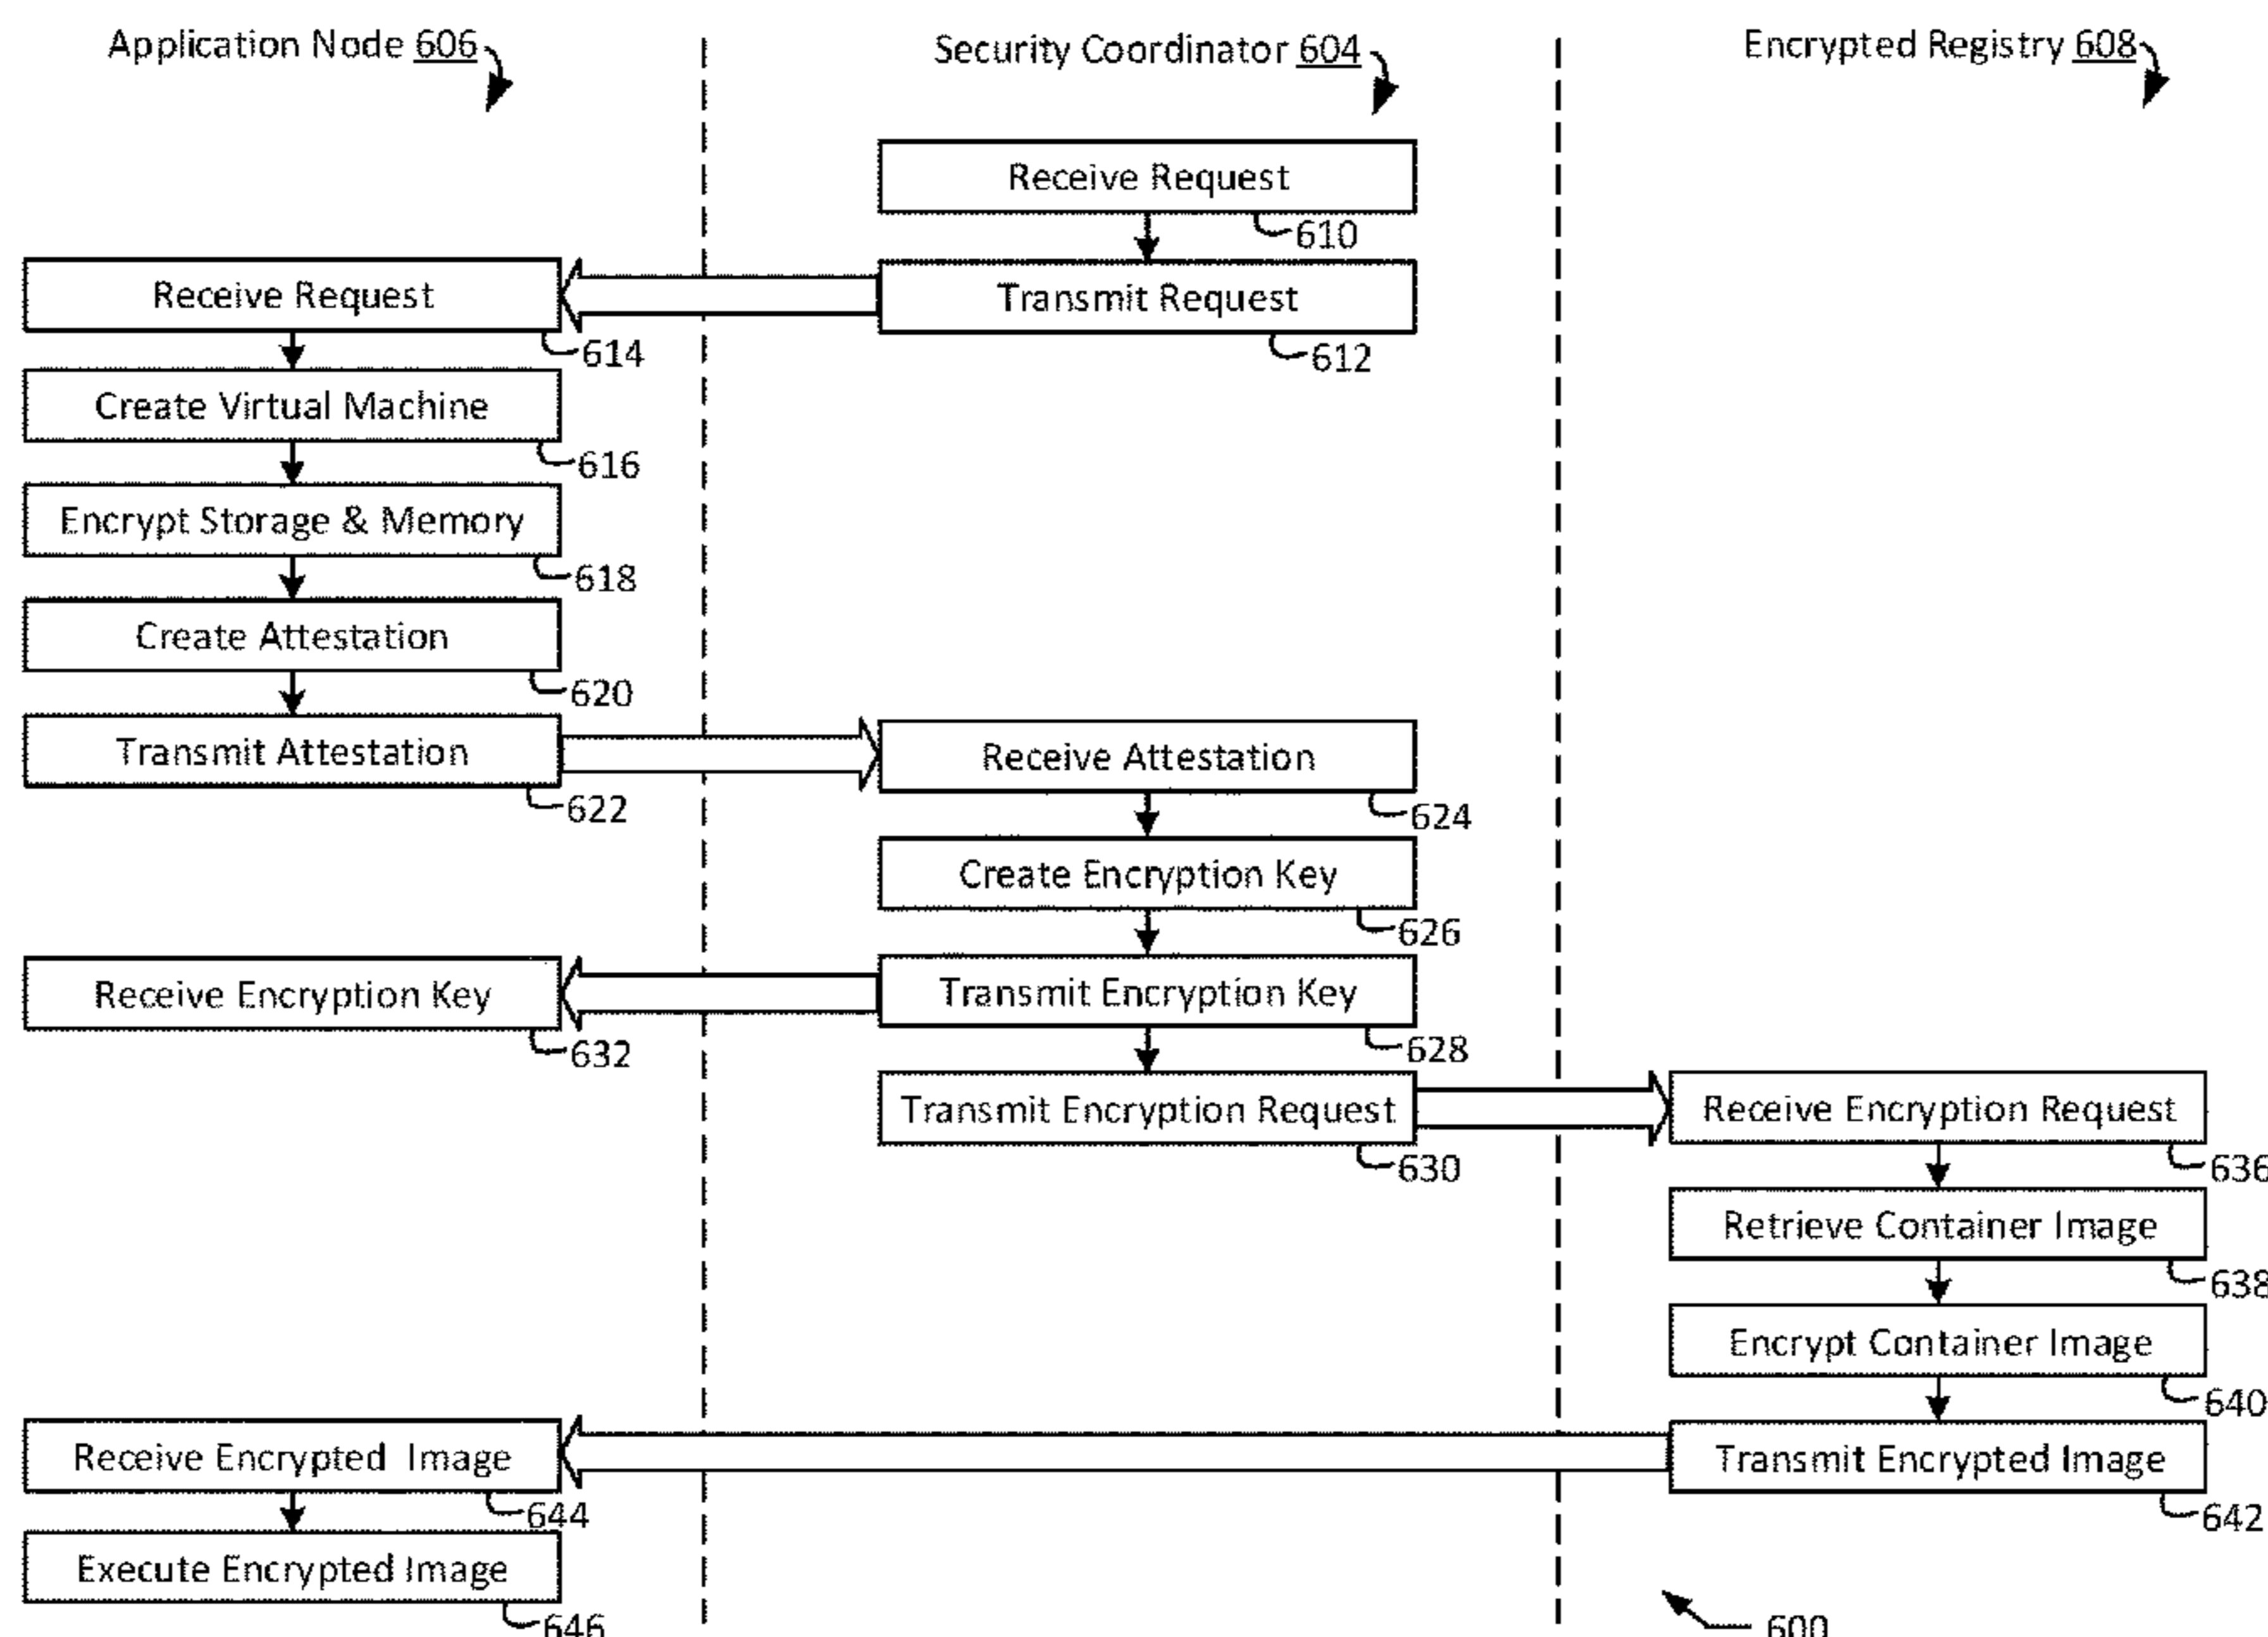 Application Node 606
Security Coordinator 604
Encrypted Registry 608
Receive Request
610
Receive Request
614
Transmit Request
612
Create Virtual Machine
616
Encrypt Storage & Memory
618
Create Attestation
620
Transmit Attestation
622
Receive Attestation
624
Create Encryption Key
626
Receive Encryption Key
632
Transmit Encryption Key
628
Transmit Encryption Request
630
Receive Encryption Request
636
Retrieve Container Image
638
Encrypt Container Image
640
Receive Encrypted Image
644
Transmit Encrypted Image
642
Execute Encrypted Image
646
600